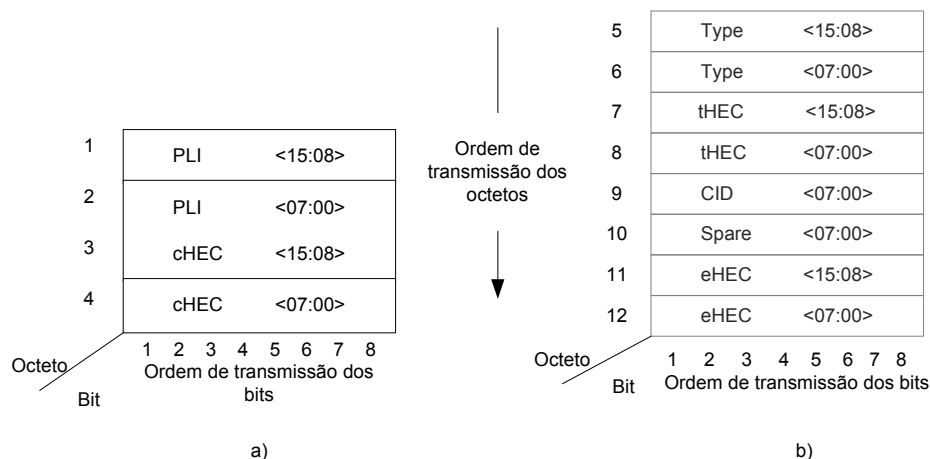 1 PLI <15:08>
2 PLI <07:00>
3 cHEC <15:08>
4 cHEC <07:00>
Octeto
Bit
1 2 3 4 5 6 7 8
Ordem de transmissão dos
bits
a)
Ordem de
transmissão dos
octetos
5 Type <15:08>
6 Type <07:00>
7 tHEC <15:08>
8 tHEC <07:00>
9 CID <07:00>
10 Spare <07:00>
11 eHEC <15:08>
12 eHEC <07:00>
Octeto
Bit
1 2 3 4 5 6 7 8
Ordem de transmissão dos bits
b)